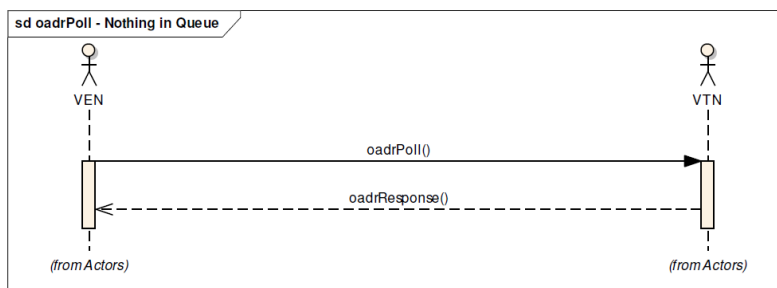 sd oadrPoll - Nothing in Queue
VEN
VTN
oadrPoll()
oadrResponse()
(from Actors)
(from Actors)